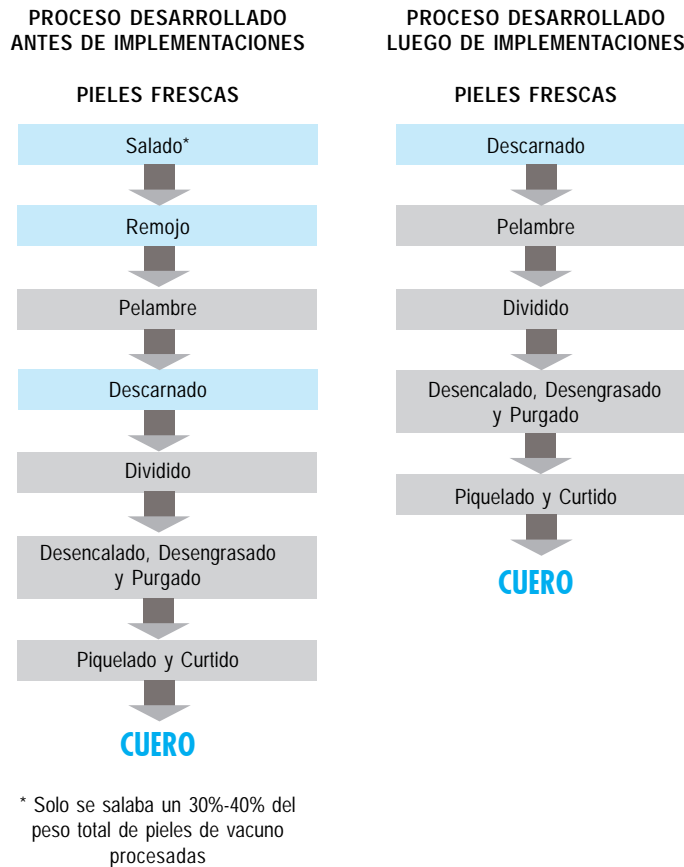 PROCESO DESARROLLADO
ANTES DE IMPLEMENTACIONES
PIELES FRESCAS
Salado*
Remojo
Pelambre
Descarnado
Dividido
Desencalado, Desengrasado
y Purgado
Piquelado y Curtido
CUERO
* Solo se salaba un 30%-40% del
peso total de pieles de vacuno
procesadas
PROCESO DESARROLLADO
LUEGO DE IMPLEMENTACIONES
PIELES FRESCAS
Descarnado
Pelambre
Dividido
Desencalado, Desengrasado
y Purgado
Piquelado y Curtido
CUERO